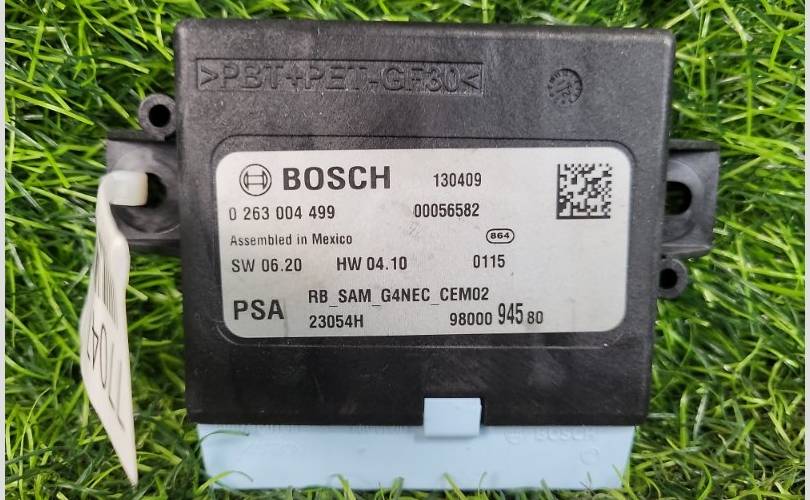 >PBT+PET-GF30<
BOSCH 130409
0 263 004 499 00056582
Assembled in Mexico 864
SW 06.20 HW 04.10 0115
PSA RB_SAM_G4NEC_CEM02
23054H 98000 945 80
BOSCH